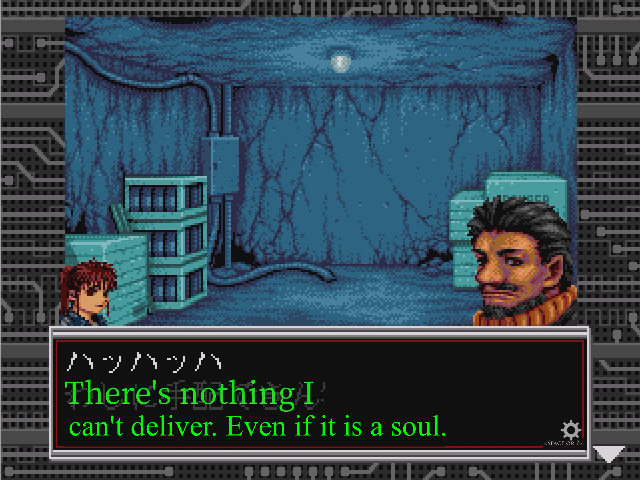 ハッハッハ
There's nothing I
can't deliver. Even if it is a soul.